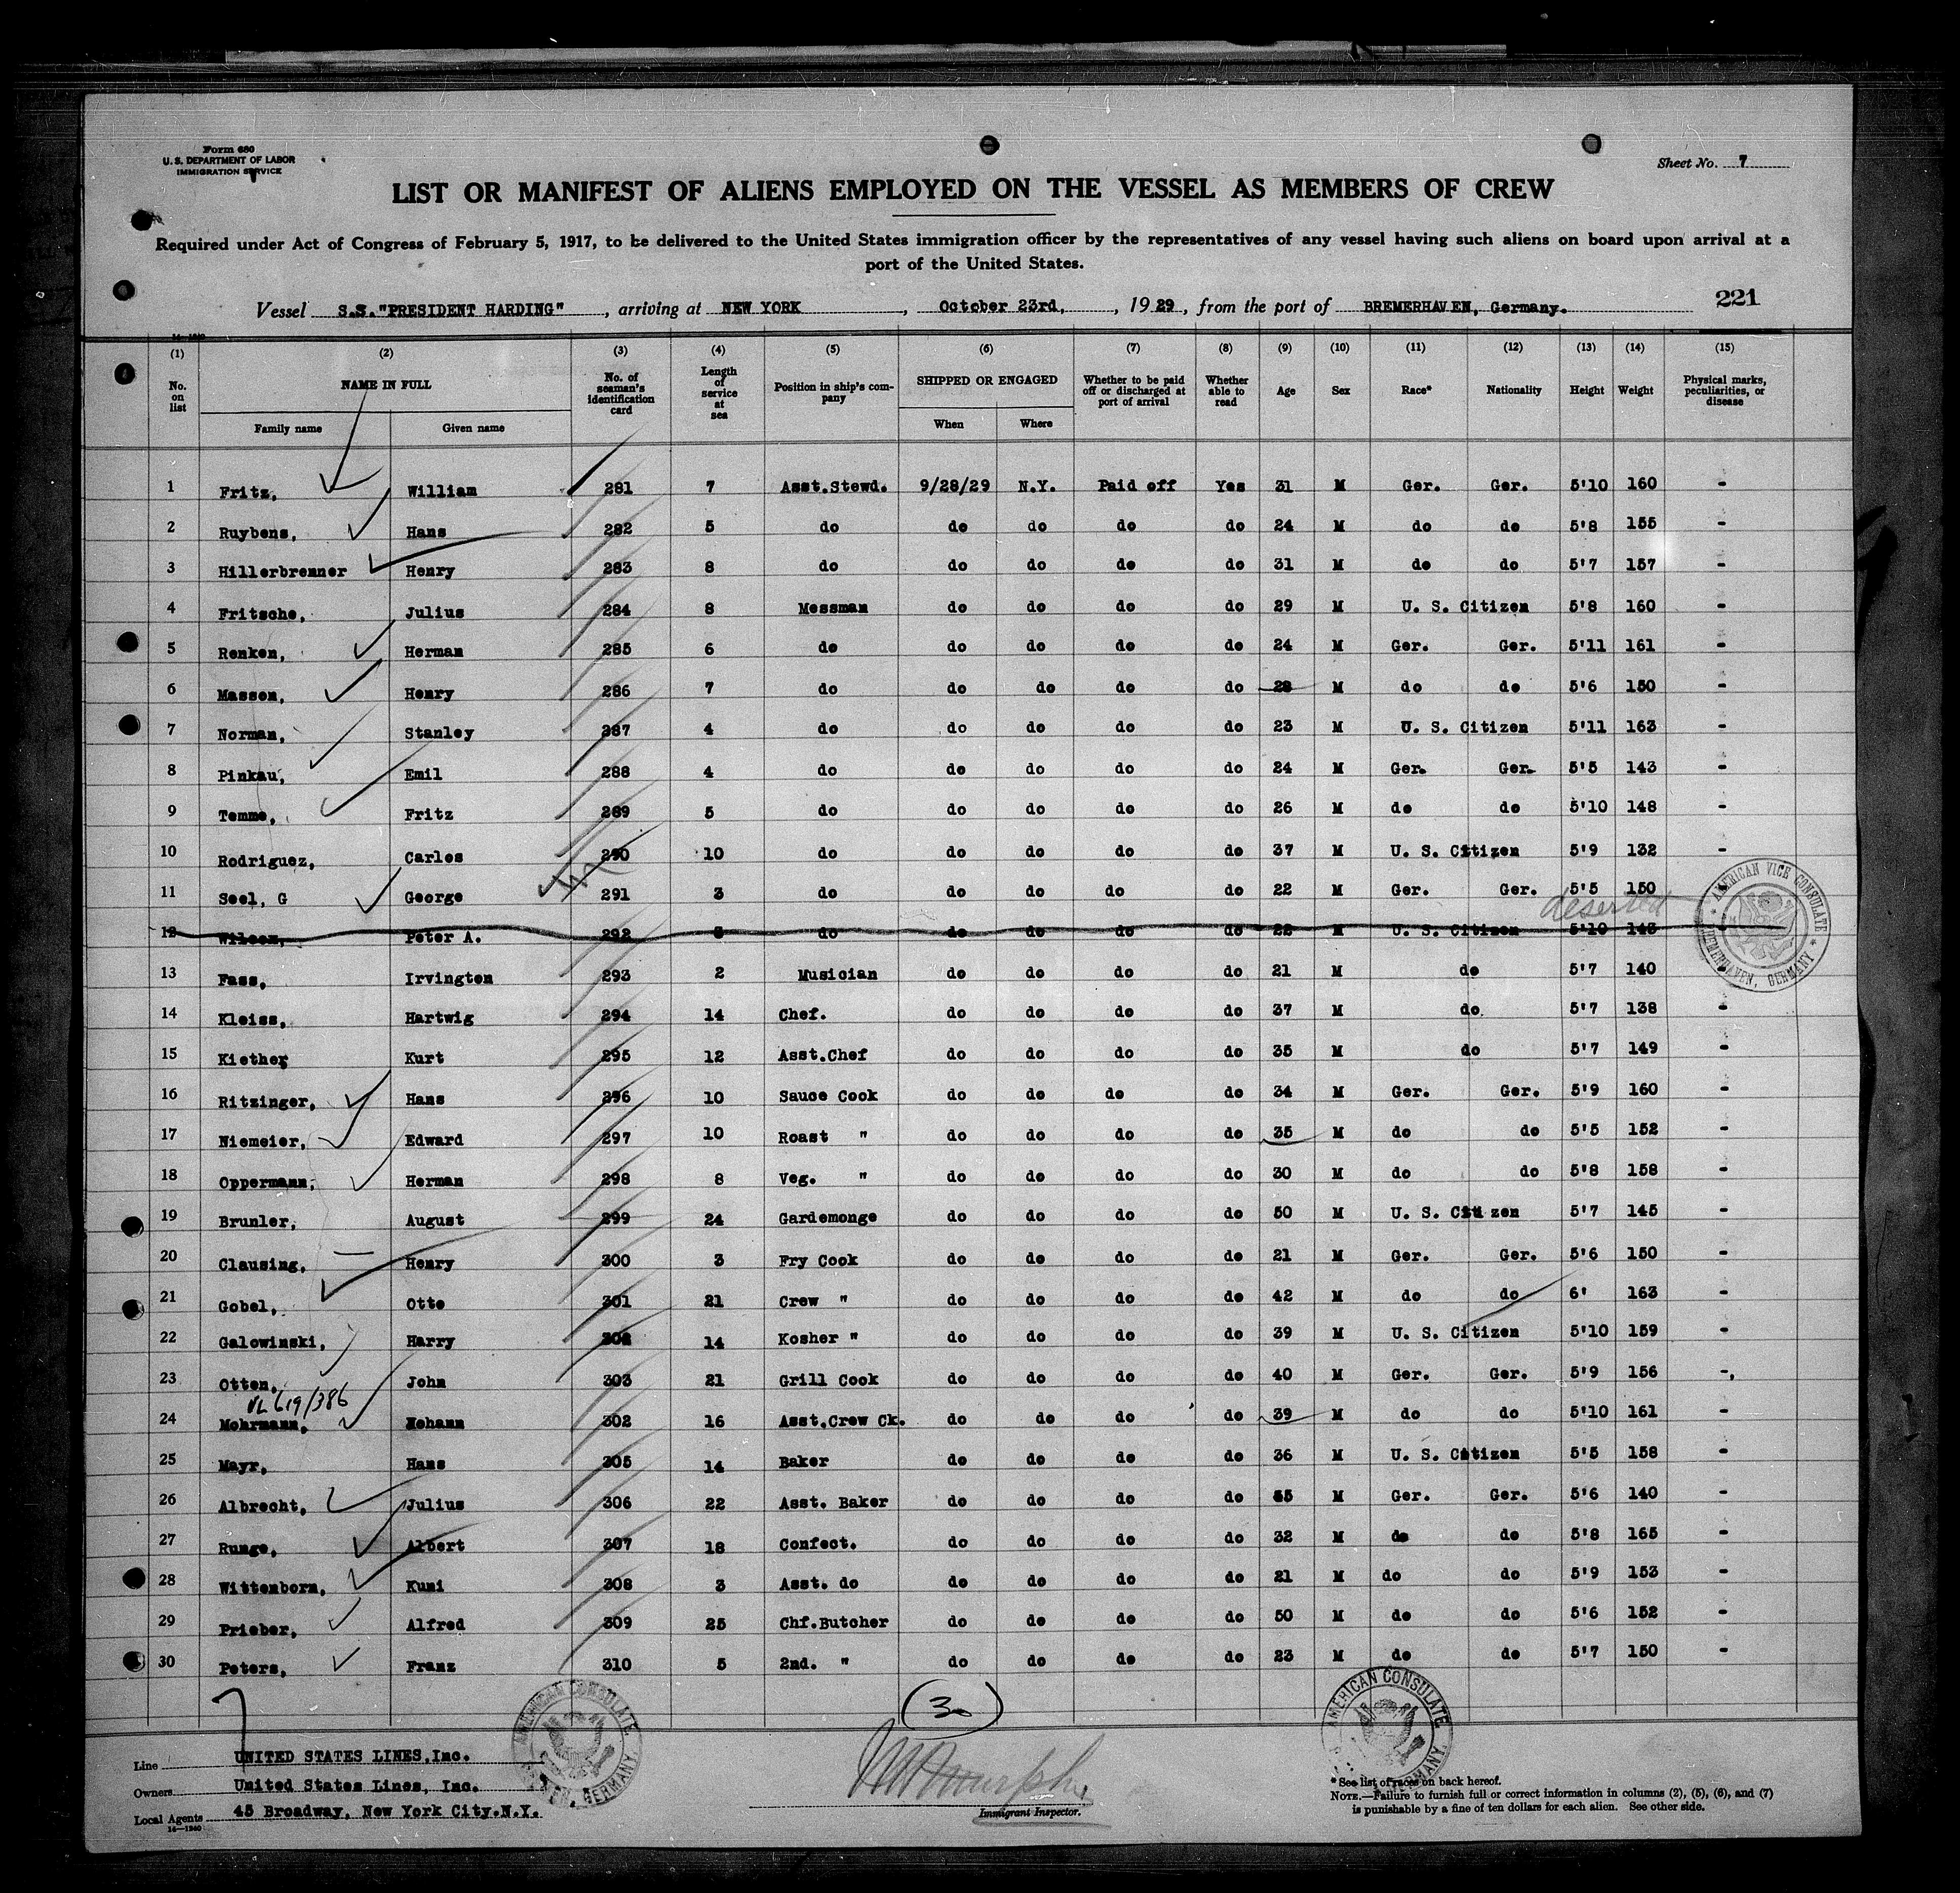 Form 680
U. S. DEPARTMENT OF LABOR
IMMIGRATION SERVICE
Sheet No. 7
LIST OR MANIFEST OF ALIENS EMPLOYED ON THE VESSEL AS MEMBERS OF CREW
Required under Act of Congress of February 5, 1917, to be delivered to the United States immigration officer by the representatives of any vessel having such aliens on board upon arrival at a
port of the United States.
221
Vessel S.S. "PRESIDENT HARDING", arriving at NEW YORK, October 23rd, , 1929, from the port of BREMERHAVEN, Germany.
(1) (2) (3) (4) (5) (6) (7) (8) (9) (10) (11) (12) (13) (14) (15)
No. on list NAME IN FULL Family name Given name No. of seaman's identification card Length of service at sea Position in ship's company SHIPPED OR ENGAGED When Where Whether to be paid off or discharged at port of arrival Whether able to read Age Sex Race* Nationality Height Weight Physical marks, peculiarities, or disease
1 Fritz, William 281 7 Asst.Stewd. 9/28/29 N.Y. Paid off Yes 31 M Ger. Ger. 5'10 160 -
2 Ruybens, Hans 282 5 do do do do do 24 M do do 5'8 155 -
3 Hillerbrenner Henry 283 8 do do do do do 31 M do do 5'7 157 -
4 Fritsche, Julius 284 8 Messman do do do do 29 M U. S. Citizen 5'8 160 -
5 Renken, Herman 285 6 do do do do do 24 M Ger. Ger. 5'11 161 -
6 Massen, Henry 286 7 do do do do do 28 M do do 5'6 150 -
7 Norman, Stanley 287 4 do do do do do 23 M U. S. Citizen 5'11 163 -
8 Pinkau, Emil 288 4 do do do do do 24 M Ger. Ger. 5'5 143 -
9 Temme, Fritz 289 5 do do do do do 26 M do do 5'10 148 -
10 Rodriguez, Carlos 290 10 do do do do do 37 M U. S. Citizen 5'9 132 -
11 Seel, G George 291 3 do do do do do 22 M Ger. Ger. 5'5 150
deserted
12 Wilcox, Peter A. 292 do do do do do 22 M U. S. Citizen 5'10 143
13 Fass, Irvington 293 2 Musician do do do do 21 M do 5'7 140 -
14 Kleiss, Hartwig 294 14 Chef. do do do do 37 M do 5'7 138 -
15 Kiether Kurt 295 12 Asst.Chef do do do do 35 M do 5'7 149 -
16 Ritzinger, Hans 296 10 Sauce Cook do do do do 34 M Ger. Ger. 5'9 160 -
17 Niemeier, Edward 297 10 Roast " do do do do 35 M do do 5'5 152 -
18 Oppermann, Herman 298 8 Veg. " do do do do 30 M do do 5'8 158 -
19 Brunler, August 299 24 Gardemonge do do do do 50 M U. S. Citizen 5'7 145 -
20 Clausing, Henry 300 3 Fry Cook do do do do 21 M Ger. Ger. 5'6 150 -
21 Gobel, Otto 301 21 Crew " do do do do 42 M do do 6' 163 -
22 Galowinski, Harry 302 14 Kosher " do do do do 39 M U. S. Citizen 5'10 159 -
23 Otten, John 303 21 Grill Cook do do do do 40 M Ger. Ger. 5'9 156 -
619/386
24 Mohrmann, 302 16 Asst.Crew Ck. do do do do 39 M do do 5'10 161 -
25 Mayr, Hans 305 14 Baker do do do do 36 M U. S. Citizen 5'5 158 -
26 Albrecht, Julius 306 22 Asst. Baker do do do do M Ger. Ger. 5'6 140 -
27 Runge, Albert 307 18 Confect. do do do do 32 M do do 5'8 165 -
28 Wittenborn, Kuni 308 3 Asst. do do do do do 21 M do do 5'9 153 -
29 Prieber, Alfred 309 25 Chf.Butcher do do do do 50 M do do 5'6 152 -
30 Peters, Franz 310 5 2nd. " do do do do 23 M do do 5'7 150 -
(30)
AMERICAN VICE CONSULATE BREMERHAVEN, GERMANY
AMERICAN CONSULATE GERMANY
AMERICAN CONSULATE GERMANY
Line UNITED STATES LINES,Inc.
Owners United States Lines, Inc.
Local Agents 45 Broadway, New York City.N.Y.
14—1240
Immigrant Inspector.
* See list of races on back hereof.
NOTE.—Failure to furnish full or correct information in columns (2), (5), (6), and (7)
is punishable by a fine of ten dollars for each alien. See other side.